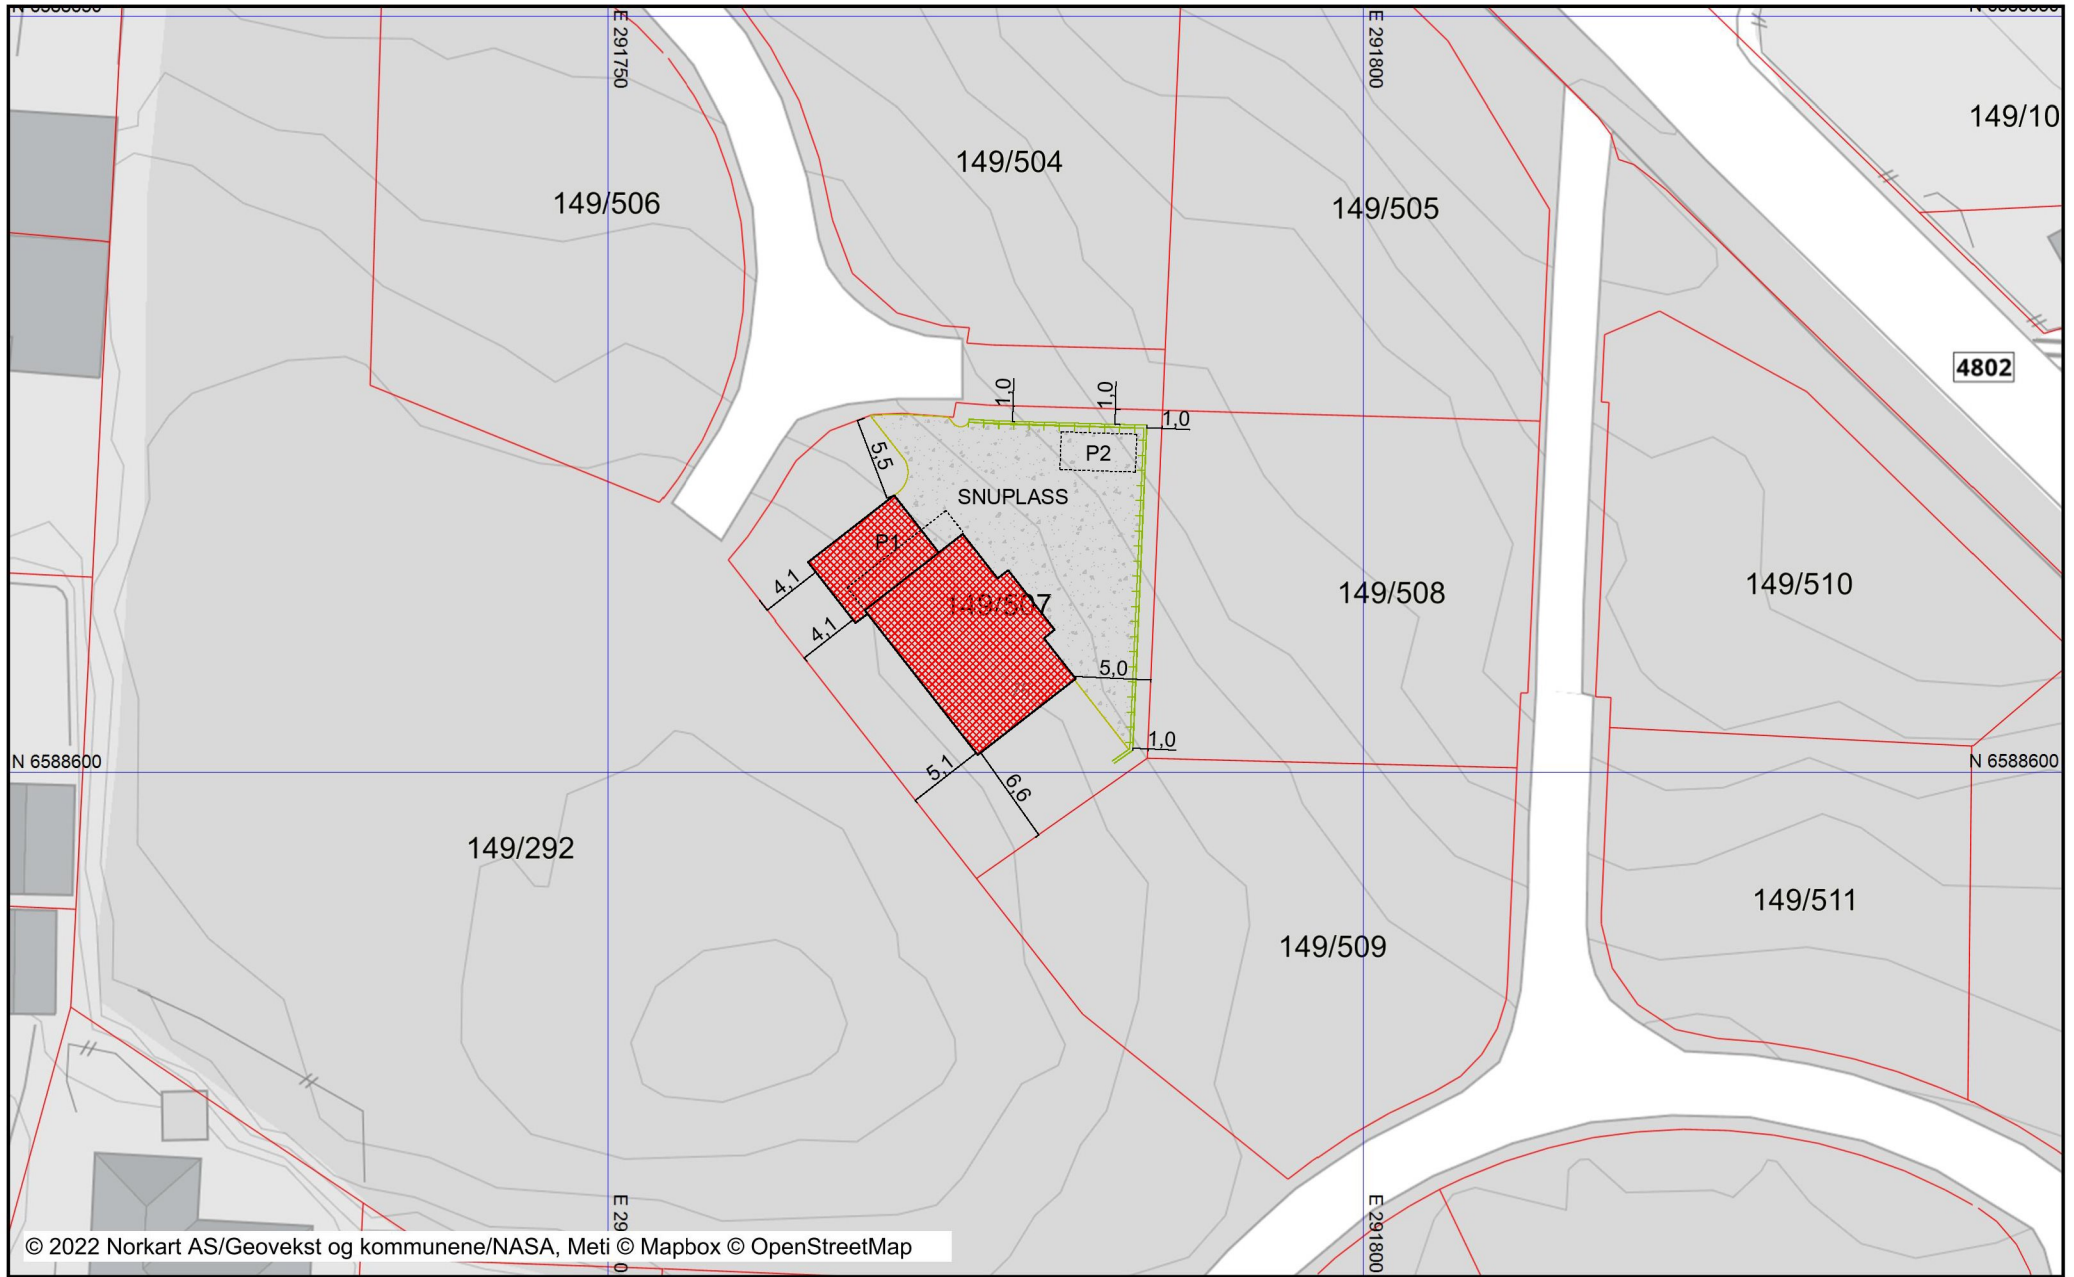 E 291750
E 291800
149/10
149/504
149/506
149/505
4802
1,0
1,0
1,0
5,5
P2
SNUPLASS
P1
4,1
149/507
149/508
149/510
4,1
5,0
1,0
N 6588600
N 6588600
5,1
6,6
149/292
149/511
149/509
E 291800
© 2022 Norkart AS/Geovekst og kommunene/NASA, Meti © Mapbox © OpenStreetMap